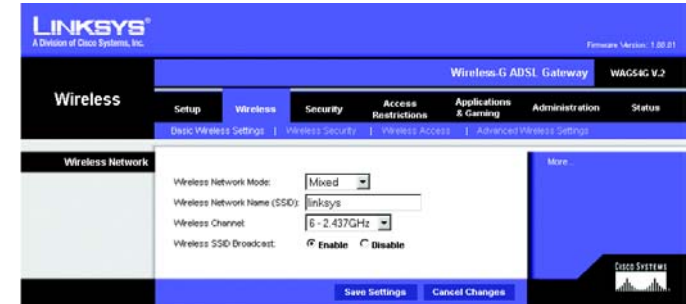 LINKSYS®
A Division of Cisco Systems, Inc.
Firmware Version: 1.00.01
Wireless-G ADSL Gateway WAG54G V.2
Wireless
Setup Wireless Security Access Restrictions Applications & Gaming Administration Status
Basic Wireless Settings | Wireless Security | Wireless Access | Advanced Wireless Settings
Wireless Network
More...
Wireless Network Mode: Mixed
Wireless Network Name (SSID): linksys
Wireless Channel: 6 - 2.437GHz
Wireless SSID Broadcast: Enable Disable
CISCO SYSTEMS
Save Settings Cancel Changes